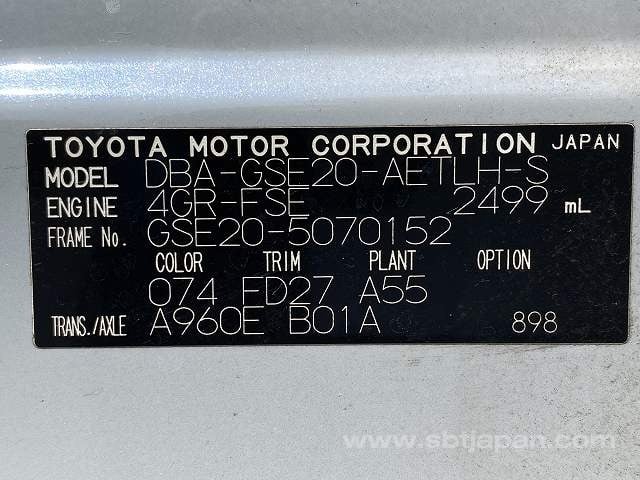 TOYOTA MOTOR CORPORATION JAPAN
MODEL DBA-GSE20-AETLH-S
ENGINE 4GR-FSE 2499 mL
FRAME No. GSE20-5070152
COLOR TRIM PLANT OPTION
074 FD27 A55
TRANS./AXLE A960E B01A 898
www.sbtjapan.com